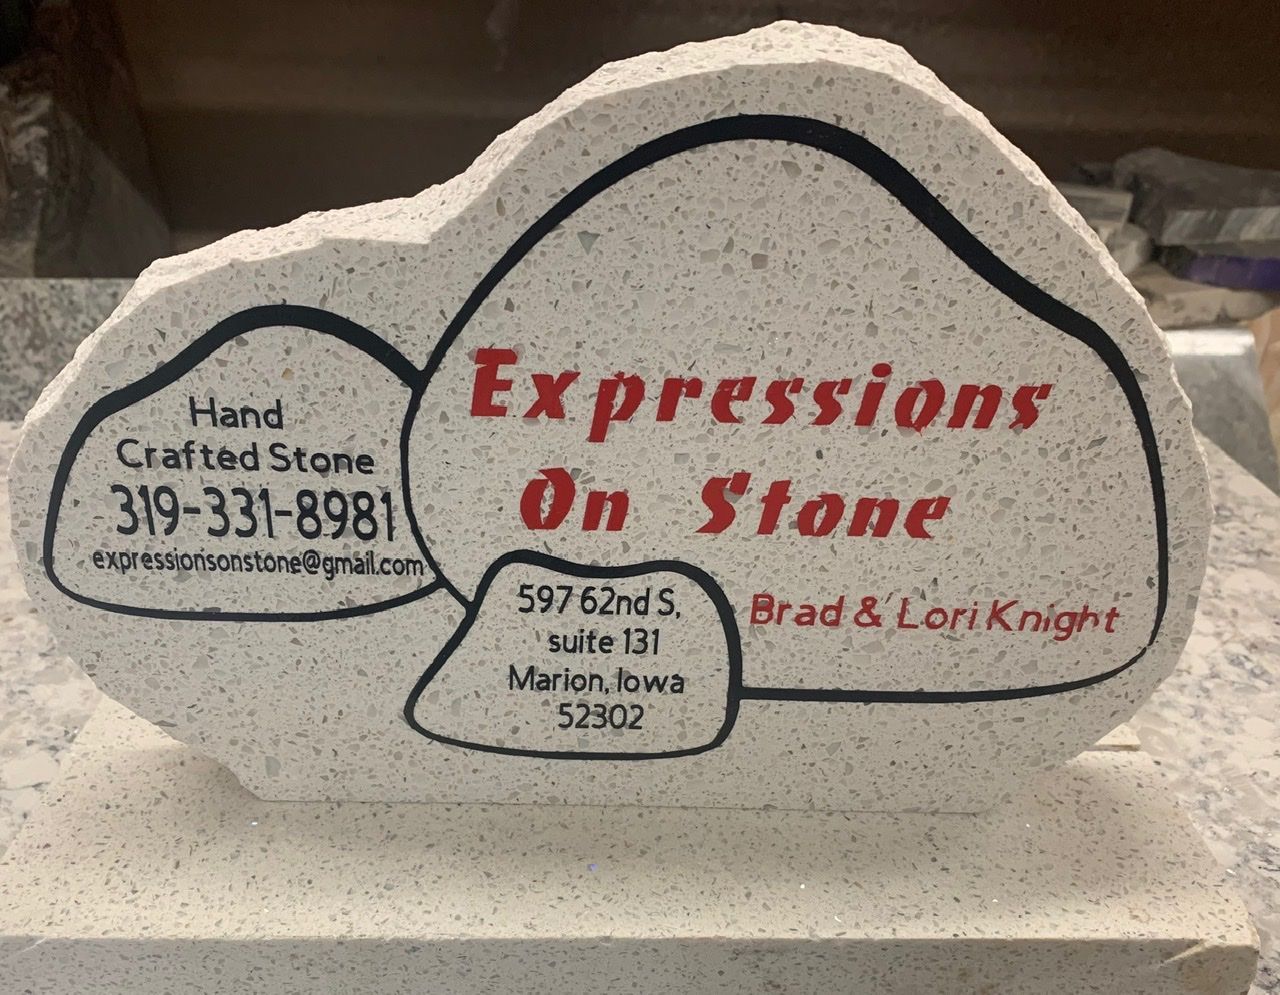 Hand
Crafted Stone
319-331-8981
expressionsonstone@gmail.com
Expressions
On Stone
Brad & Lori Knight
597 62nd S,
suite 131
Marion, Iowa
52302